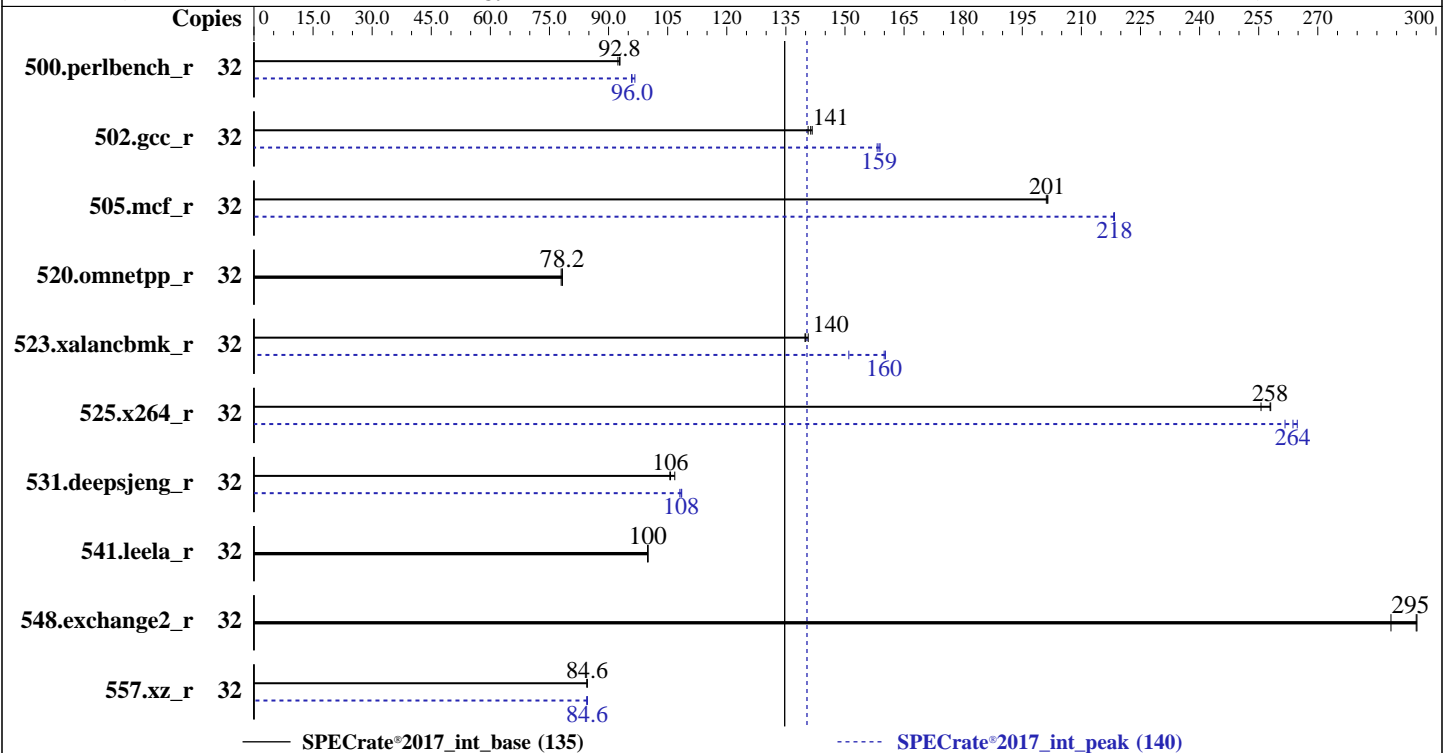 Copies 0 15.0 30.0 45.0 60.0 75.0 90.0 105 120 135 150 165 180 195 210 225 240 255 270 300
500.perlbench_r 32 92.8
96.0
502.gcc_r 32 141
159
505.mcf_r 32 201
218
520.omnetpp_r 32 78.2
523.xalancbmk_r 32 140
160
525.x264_r 32 258
264
531.deepsjeng_r 32 106
108
541.leela_r 32 100
548.exchange2_r 32 295
557.xz_r 32 84.6
84.6
SPECrate®2017_int_base (135) SPECrate®2017_int_peak (140)